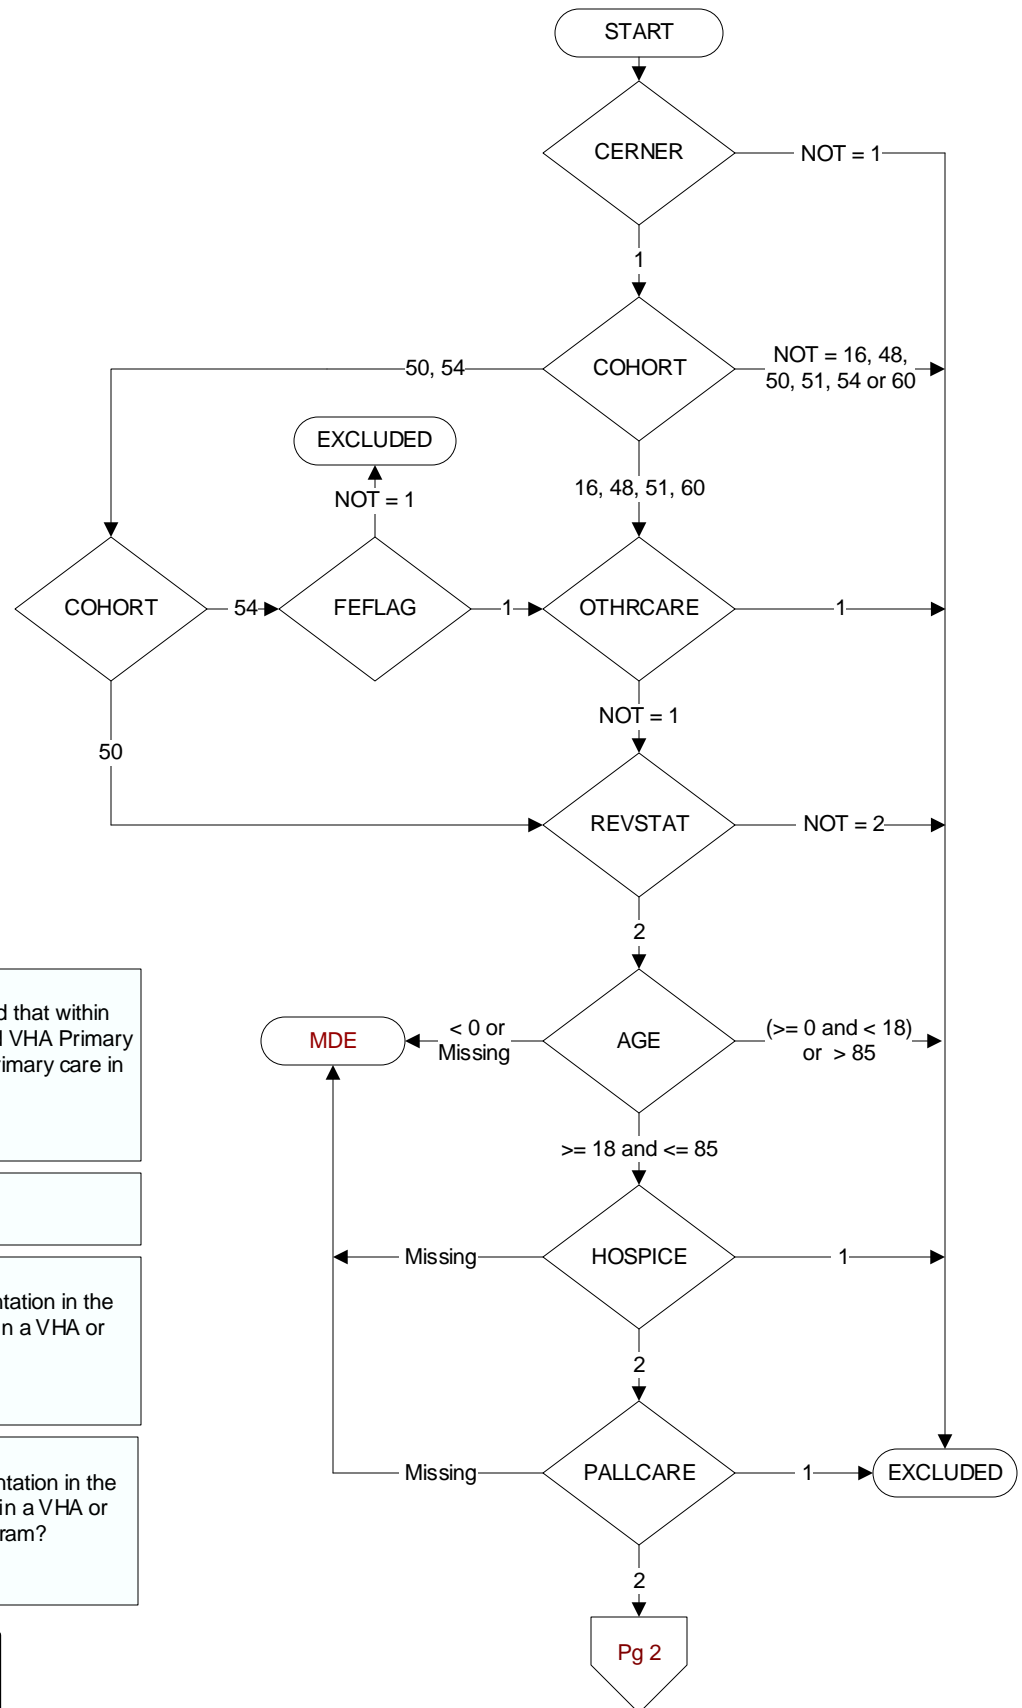 START
CERNER
NOT = 1
1
COHORT
50, 54
NOT = 16, 48,
50, 51, 54 or 60
EXCLUDED
NOT = 1
16, 48, 51, 60
COHORT
54
FEFLAG
1
OTHRCARE
1
NOT = 1
50
REVSTAT
NOT = 2
2
MDE
< 0 or
Missing
AGE
(>= 0 and < 18)
or > 85
>= 18 and <= 85
Missing
HOSPICE
1
2
Missing
PALLCARE
1
EXCLUDED
2
Pg 2
that within
VHA Primary
primary care in
in the
in a VHA or
in the
in a VHA or